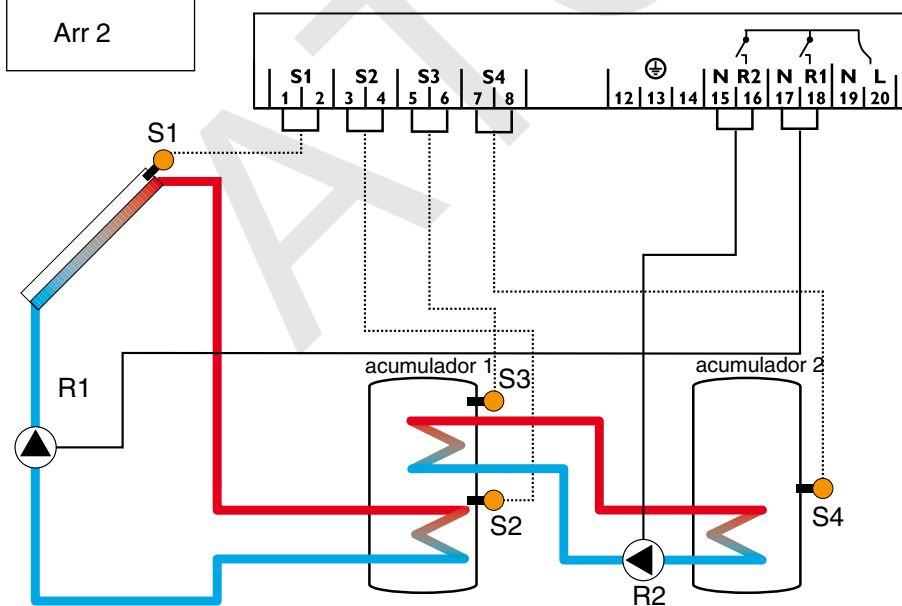 Arr 2
S1 S2 S3 S4 N R2 N R1 N L
1 2 3 4 5 6 7 8 12 13 14 15 16 17 18 19 20
S1
R1
acumulador 1
acumulador 2
S3
S2
S4
R2